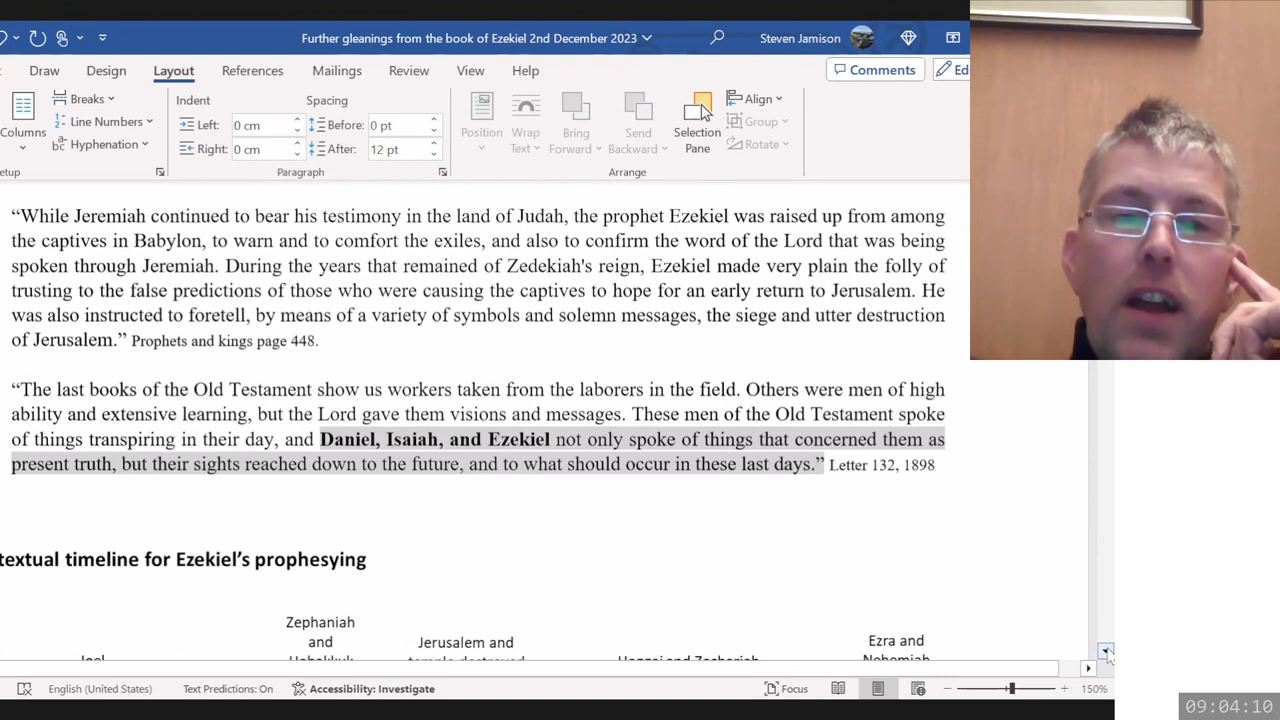 Further gleanings from the book of Ezekiel 2nd December 2023
Steven Jamison
Draw Design Layout References Mailings Review View Help
Comments
Ed
Columns
Breaks
Line Numbers
Hyphenation
etup
Indent
Left: 0 cm
Right: 0 cm
Spacing
Before: 0 pt
After: 12 pt
Paragraph
Position
Wrap Text
Bring Forward
Send Backward
Selection Pane
Align
Group
Rotate
Arrange
“While Jeremiah continued to bear his testimony in the land of Judah, the prophet Ezekiel was raised up from among
the captives in Babylon, to warn and to comfort the exiles, and also to confirm the word of the Lord that was being
spoken through Jeremiah. During the years that remained of Zedekiah's reign, Ezekiel made very plain the folly of
trusting to the false predictions of those who were causing the captives to hope for an early return to Jerusalem. He
was also instructed to foretell, by means of a variety of symbols and solemn messages, the siege and utter destruction
of Jerusalem.” Prophets and kings page 448.
“The last books of the Old Testament show us workers taken from the laborers in the field. Others were men of high
ability and extensive learning, but the Lord gave them visions and messages. These men of the Old Testament spoke
of things transpiring in their day, and Daniel, Isaiah, and Ezekiel not only spoke of things that concerned them as
present truth, but their sights reached down to the future, and to what should occur in these last days.” Letter 132, 1898
textual timeline for Ezekiel’s prophesying
Zephaniah
and
Habakkuk
Joel
Jerusalem and
temple destroyed
Haggai and Zechariah
Ezra and
Nehemiah
English (United States)
Text Predictions: On
Accessibility: Investigate
Focus
150%
09:04:10